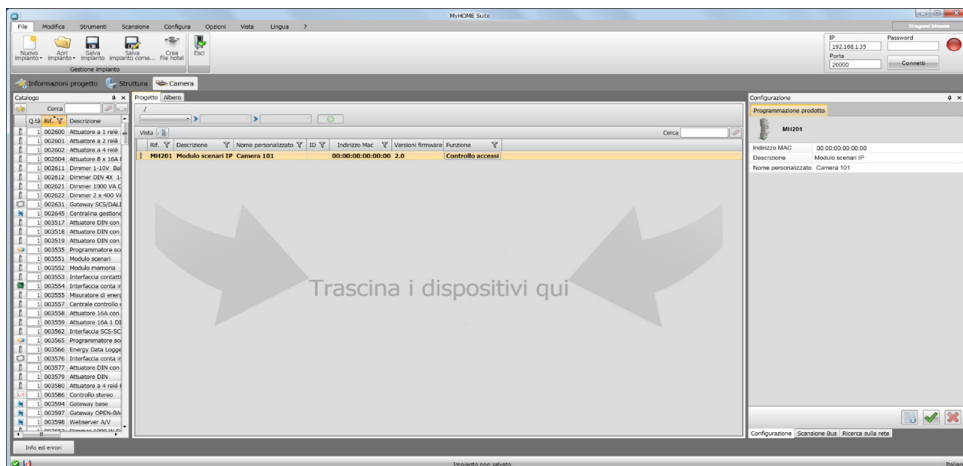 MyHOME Suite
File Modifica Strumenti Scansione Configura Opzioni Vista Lingua ?
Nuovo impianto
Apri impianto
Salva impianto
Salva impianto come...
Crea file hotel
Esci
Gestione impianto
IP
192.168.1.35
Password
Porta
20000
Connetti
Informazioni progetto Struttura Camera
Catalogo
Cerca
Q.tà Rif. Descrizione
1 002600 Attuatore a 1 relè
1 002601 Attuatore a 2 relè
1 002602 Attuatore a 4 relè
1 002604 Attuatore 8 x 16A
1 002611 Dimmer 1-10V
1 002612 Dimmer DIN 4X
1 002621 Dimmer 1000 VA
1 002622 Dimmer 2 x 400
1 002631 Gateway SCS/DALI
1 002645 Centralina gestione
1 003517 Attuatore DIN con
1 003518 Attuatore DIN con
1 003519 Attuatore DIN con
1 003535 Programmatore
1 003551 Modulo scenari
1 003552 Modulo memoria
1 003553 Interfaccia contatti
1 003554 Interfaccia conta
1 003555 Misuratore di
1 003557 Centrale controllo
1 003558 Attuatore 16A con
1 003559 Attuatore 16A 1
1 003562 Interfaccia SCS-SC
1 003565 Programmatore
1 003566 Energy Data
1 003576 Interfaccia conta
1 003577 Attuatore DIN con
1 003579 Attuatore DIN
1 003580 Attuatore a 4 relè
1 003586 Controllo stereo
1 003594 Gateway base
1 003597 Gateway
1 003598 Webserver A/V
Progetto Albero
/
Vista
Cerca
Rif. Descrizione Nome personalizzato ID Indirizzo Mac Versioni firmware Funzione
MH201 Modulo scenari IP Camera 101 00:00:00:00:00:00 2.0 Controllo accessi
Trascina i dispositivi qui
Configurazione
Programmazione prodotto
MH201
Indirizzo MAC 00:00:00:00:00:00
Descrizione Modulo scenari IP
Nome personalizzato Camera 101
Configurazione Scansione Bus Ricerca sulla rete
Info ed errori
Impianto non salvato
Italian